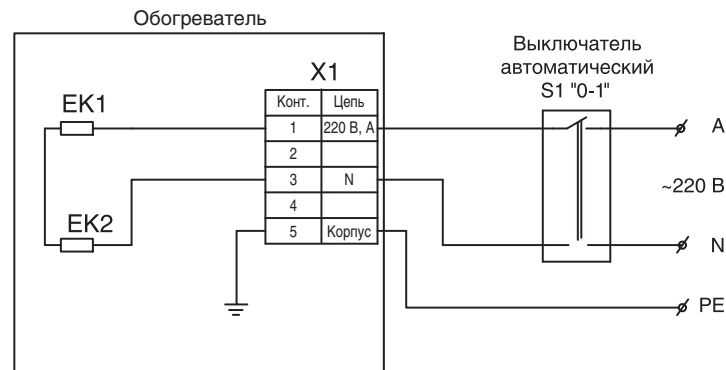 Обогреватель
Выключатель
автоматический
S1 "0-1"
X1
Конт. Цепь
EK1
1 220 В, А
A
2
~220 В
3 N
4
EK2
5 Корпус
N
PE